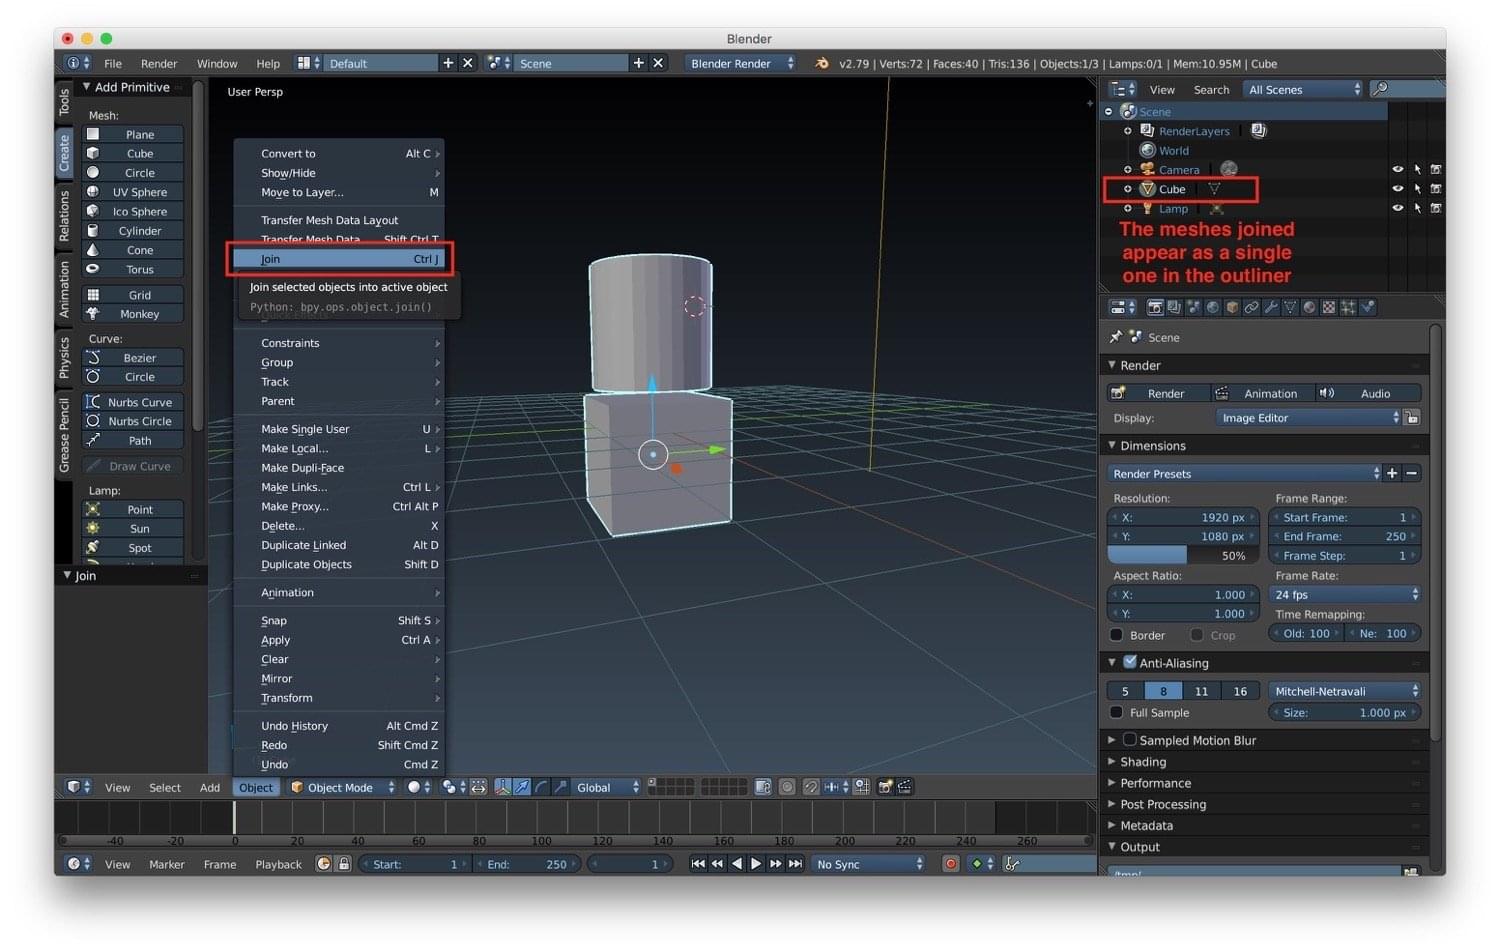 Blender
File Render Window Help Default Scene Blender Render v2.79 | Verts:72 | Faces:40 | Tris:136 | Objects:1/3 | Lamps:0/1 | Mem:10.95M | Cube
Tools
Create
Relations
Animation
Physics
Grease Pencil
Add Primitive
Mesh:
Plane
Cube
Circle
UV Sphere
Ico Sphere
Cylinder
Cone
Torus
Grid
Monkey
Curve:
Bezier
Circle
Nurbs Curve
Nurbs Circle
Path
Draw Curve
Lamp:
Point
Sun
Spot
Join
User Persp
Convert to Alt C
Show/Hide
Move to Layer... M
Transfer Mesh Data Layout
Transfer Mesh Data Shift Ctrl T
Join Ctrl J
Join selected objects into active object
Python: bpy.ops.object.join()
Constraints
Group
Track
Parent
Make Single User U
Make Local... L
Make Dupli-Face
Make Links... Ctrl L
Make Proxy... Ctrl Alt P
Delete... X
Duplicate Linked Alt D
Duplicate Objects Shift D
Animation
Snap Shift S
Apply Ctrl A
Clear
Mirror
Transform
Undo History Alt Cmd Z
Redo Shift Cmd Z
Undo Cmd Z
View Select Add Object Object Mode Global
-40 -20 0 20 40 60 80 100 120 140 160 180 200 220 240 260
View Marker Frame Playback Start: 1 End: 250 1 No Sync
View Search All Scenes
Scene
RenderLayers
World
Camera
Cube
Lamp
The meshes joined
appear as a single
one in the outliner
Scene
Render
Render Animation Audio
Display: Image Editor
Dimensions
Render Presets
Resolution: Frame Range:
X: 1920 px Start Frame: 1
Y: 1080 px End Frame: 250
50% Frame Step: 1
Aspect Ratio: Frame Rate:
X: 1.000 24 fps
Y: 1.000 Time Remapping:
Border Crop Old: 100 Ne: 100
Anti-Aliasing
5 8 11 16 Mitchell-Netravali
Full Sample Size: 1.000 px
Sampled Motion Blur
Shading
Performance
Post Processing
Metadata
Output
/tmp/